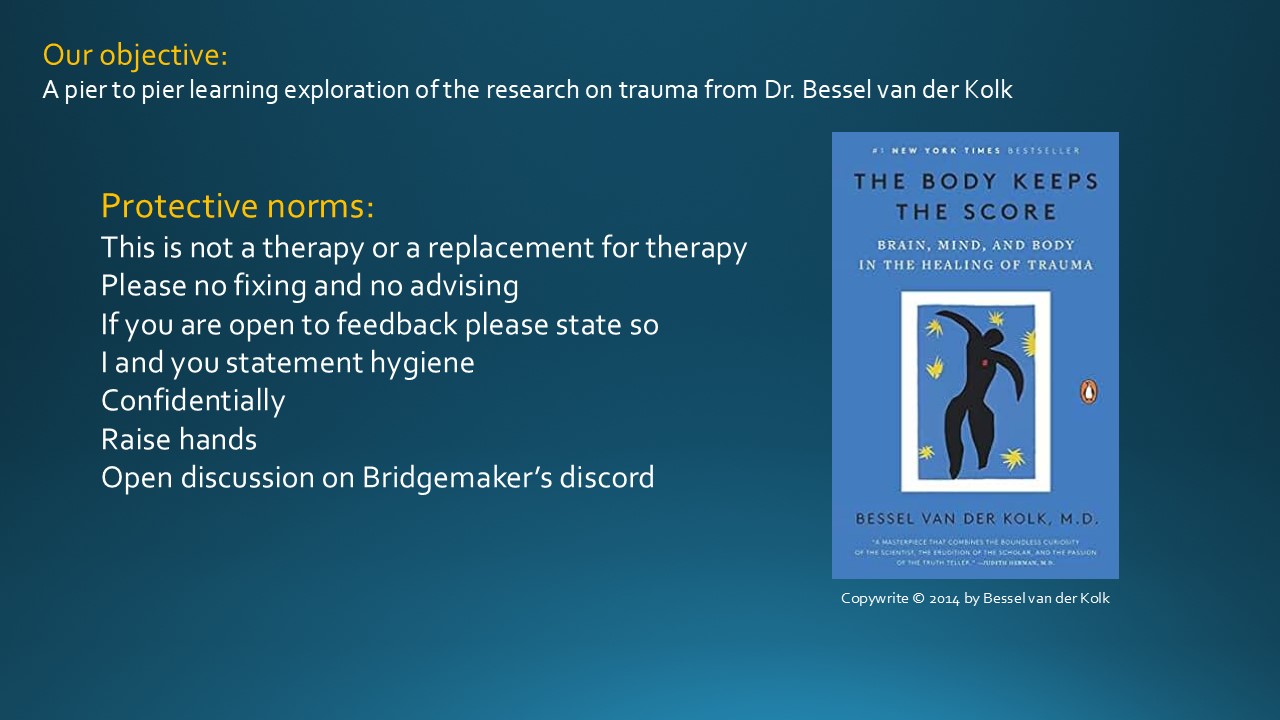 Our objective:
A pier to pier learning exploration of the research on trauma from Dr. Bessel van der Kolk
Protective norms:
This is not a therapy or a replacement for therapy
Please no fixing and no advising
If you are open to feedback please state so
I and you statement hygiene
Confidentially
Raise hands
Open discussion on Bridgemaker’s discord
#1 NEW YORK TIMES BESTSELLER
THE BODY KEEPS
THE SCORE
BRAIN, MIND, AND BODY
IN THE HEALING OF TRAUMA
BESSEL VAN DER KOLK, M.D.
"A MASTERPIECE THAT COMBINES THE BOUNDLESS CURIOSITY
OF THE SCIENTIST, THE ERUDITION OF THE SCHOLAR, AND THE PASSION
OF THE TRUTH TELLER." —JUDITH HERMAN, M.D.
Copywrite © 2014 by Bessel van der Kolk